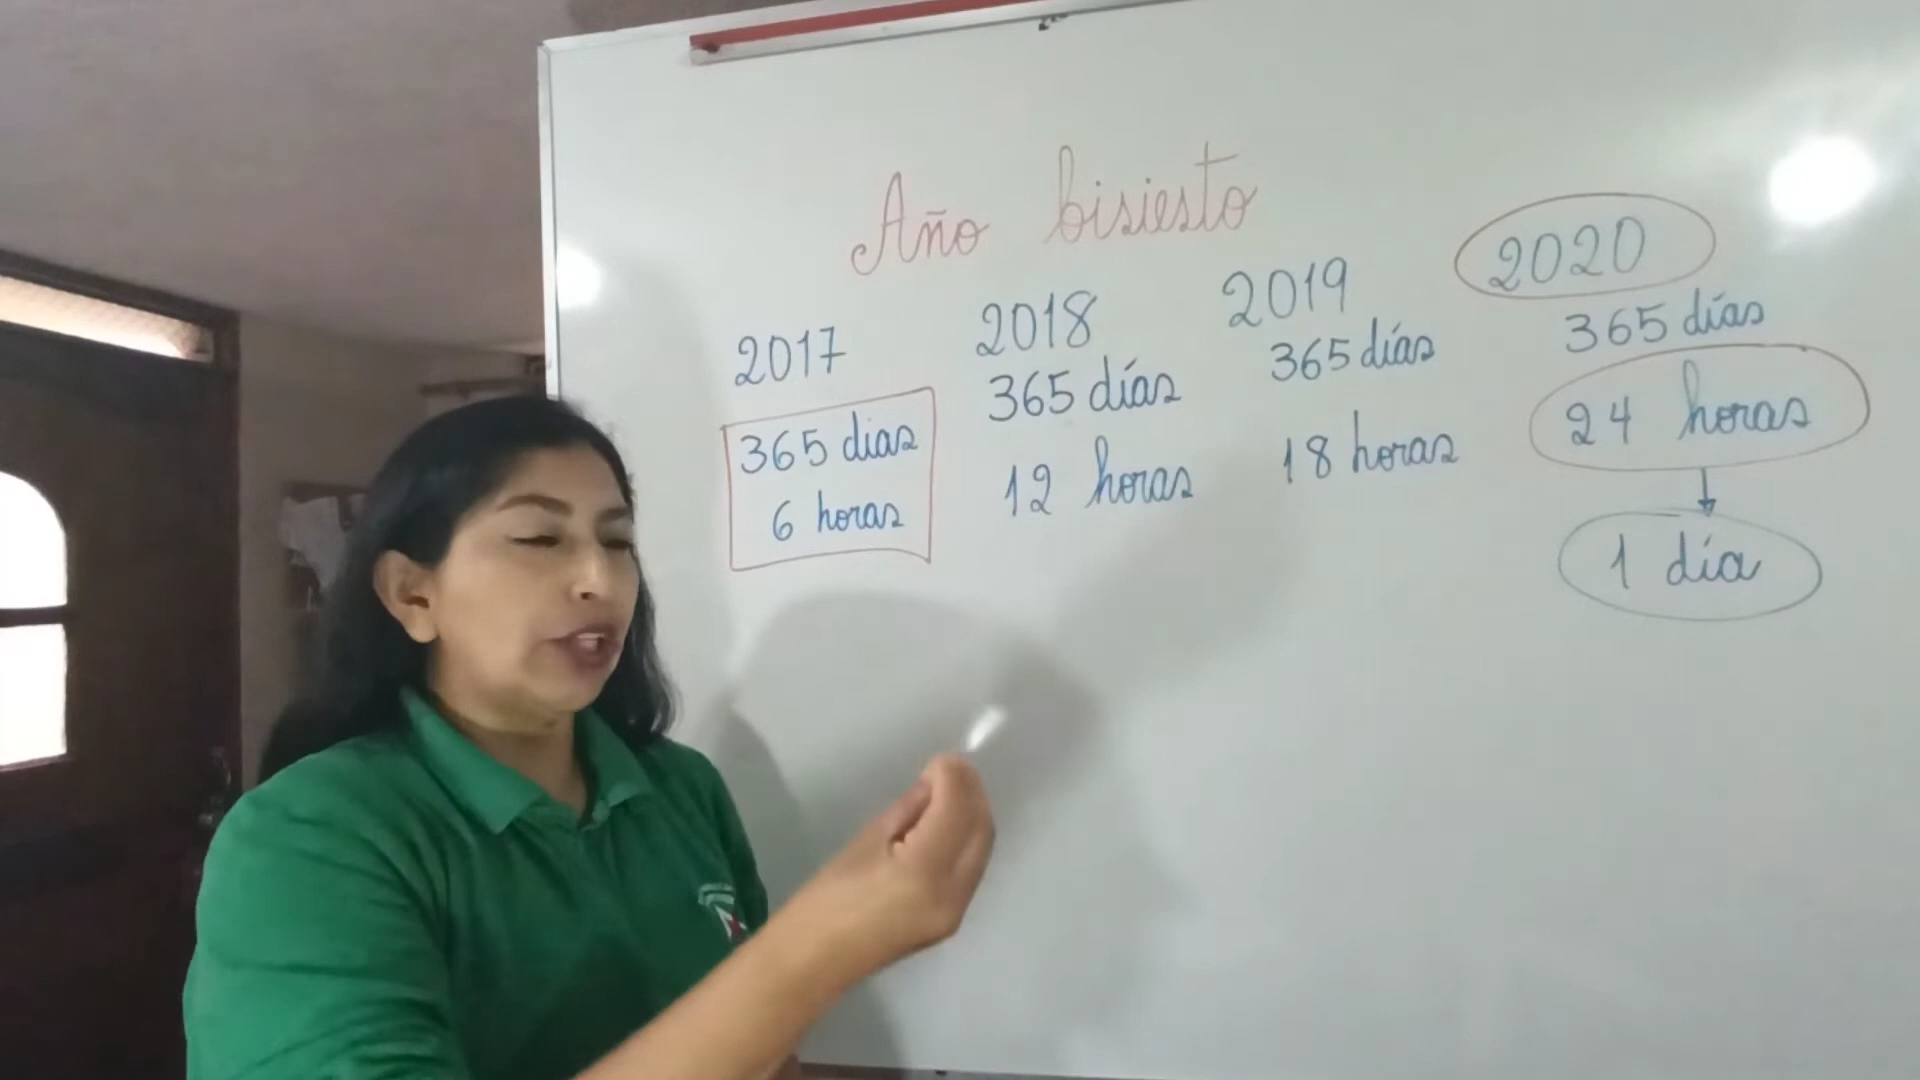 Año bisiesto
2017
365 dias
6 horas
2018
365 días
12 horas
2019
365 días
18 horas
2020
365 días
24 horas
1 día